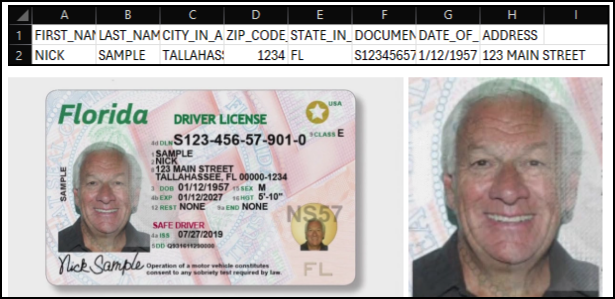 A B C D E F G H I
1 FIRST_NAM LAST_NAM CITY_IN_A ZIP_CODE_ STATE_IN_ DOCUMEN DATE_OF_ ADDRESS
2 NICK SAMPLE TALLAHASS 1234 FL S12345657 1/12/1957 123 MAIN STREET
Florida DRIVER LICENSE USA
4d DLN S123-456-57-901-0 9 CLASS E
1 SAMPLE
2 NICK
8 123 MAIN STREET
TALLAHASSEE, FL 00000-1234
3 DOB 01/12/1957 15 SEX M
4b EXP 01/12/2027 16 HGT 5'-10"
12 REST NONE 9a END NONE
SAMPLE
NS57
SAFE DRIVER
4a ISS 07/27/2019
5DD Q931611290000
FL
Nick Sample
Operation of a motor vehicle constitutes
consent to any sobriety test required by law.